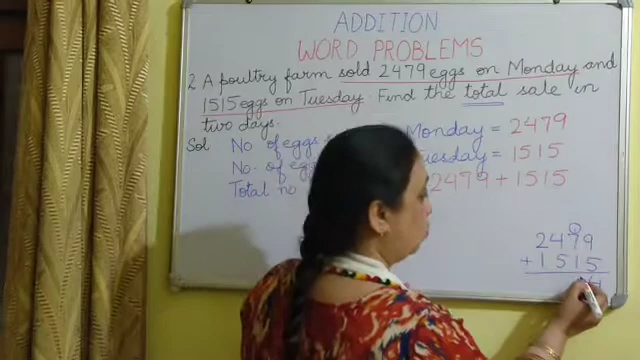 ADDITION
WORD PROBLEMS
2 A poultry farm sold 2479 eggs on Monday and
1515 eggs on Tuesday. Find the total sale in
two days.
Sol No of eggs Monday = 2479
No. of eg Tuesday = 1515
Total no 2479 + 1515
2479
+1515
4